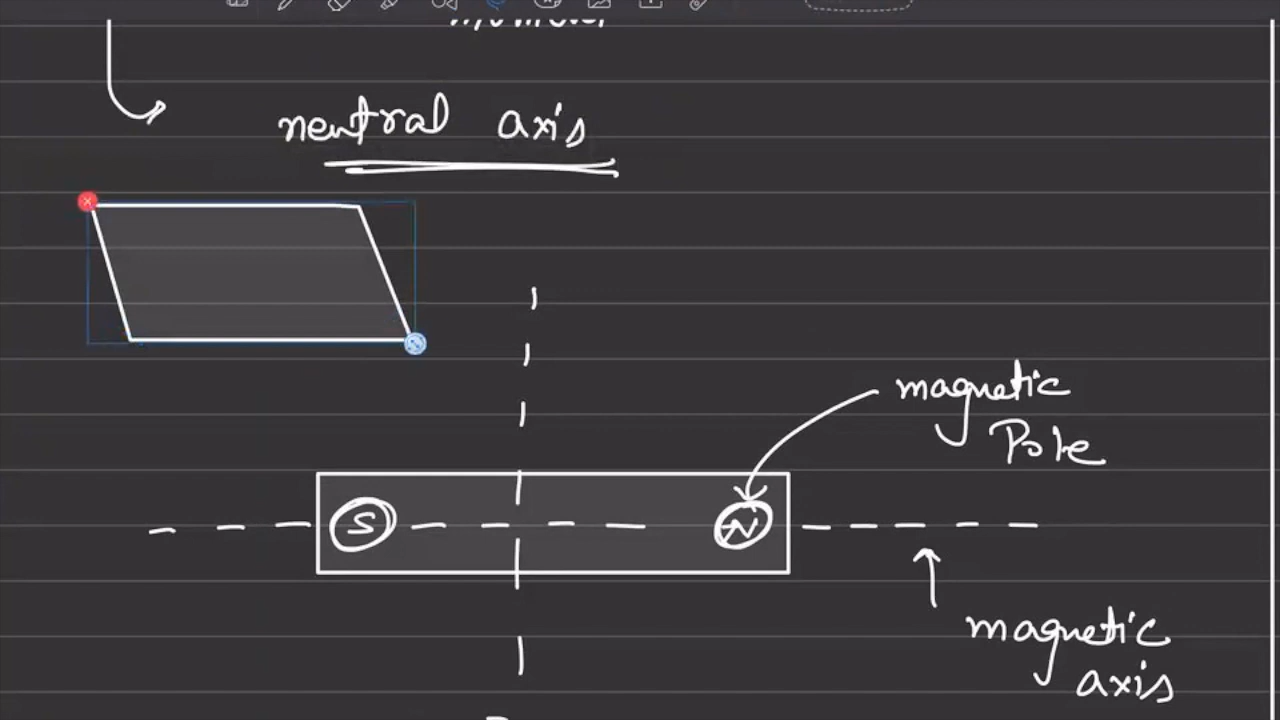 neutral axis
magnetic
Pole
S
N
magnetic
axis